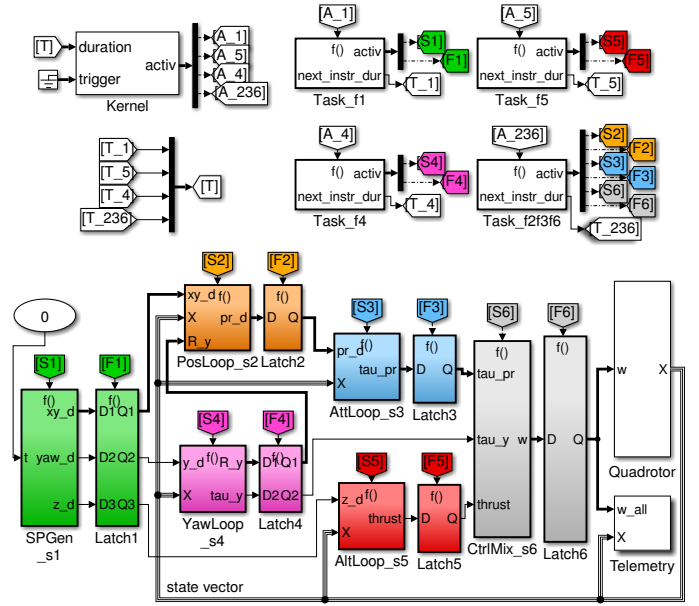 [T]
duration
trigger
activ
Kernel
[A_1]
[A_5]
[A_4]
[A_236]
[A_1]
f()
activ
next_instr_dur
Task_f1
[S1]
[F1]
[T_1]
[A_5]
f()
activ
next_instr_dur
Task_f5
[S5]
[F5]
[T_5]
[T_1]
[T_5]
[T_4]
[T_236]
[T]
[A_4]
f()
activ
next_instr_dur
Task_f4
[S4]
[F4]
[T_4]
[A_236]
f()
activ
next_instr_dur
Task_f2f3f6
[S2]
[F2]
[S3]
[F3]
[S6]
[F6]
[T_236]
0
[S1]
f()
t
xy_d
yaw_d
z_d
SPGen
_s1
[F1]
f()
D1
Q1
D2
Q2
D3
Q3
Latch1
[S2]
f()
xy_d
X
R_y
pr_d
PosLoop_s2
[F2]
f()
D
Q
Latch2
[S4]
f()
y_d
X
R_y
tau_y
YawLoop
_s4
[F4]
f()
D1
Q1
D2
Q2
Latch4
[S3]
f()
pr_d
X
tau_pr
AttLoop_s3
[F3]
f()
D
Q
Latch3
[S5]
f()
z_d
X
thrust
AltLoop_s5
[F5]
f()
D
Q
Latch5
[S6]
f()
tau_pr
tau_y
thrust
w
CtrlMix_s6
[F6]
f()
D
Q
Latch6
w
X
Quadrotor
w_all
X
Telemetry
state vector